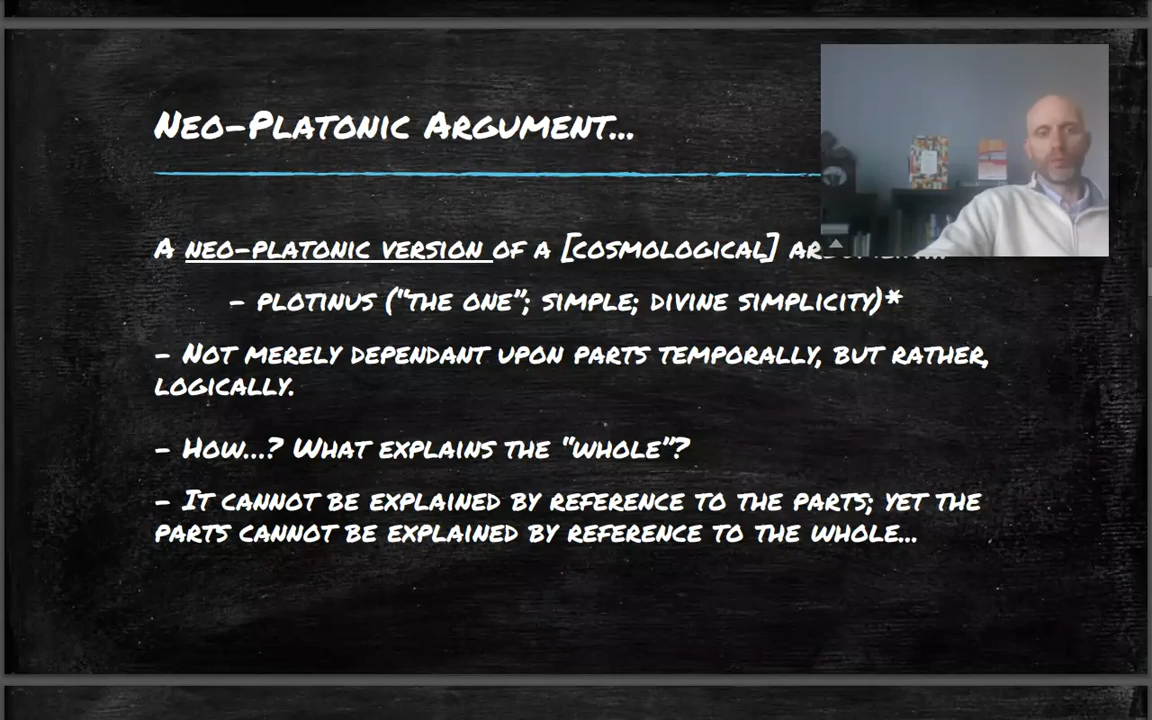 Neo-Platonic Argument...
A neo-platonic version of a [cosmological]
- Plotinus ("The One"; simple; divine simplicity)*
- Not merely dependant upon parts temporally, but rather,
logically.
- How...? What explains the "whole"?
- It cannot be explained by reference to the parts; yet the
parts cannot be explained by reference to the whole...